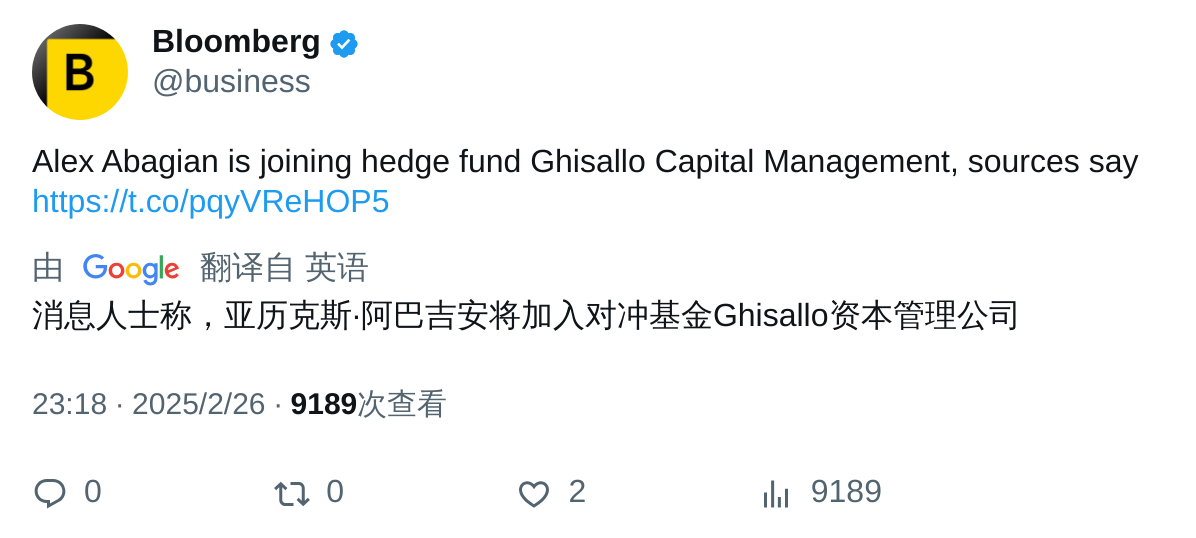 B
Bloomberg
@business
Alex Abagian is joining hedge fund Ghisallo Capital Management, sources say
https://t.co/pqyVReHOP5
由 Google 翻译自 英语
消息人士称，亚历克斯·阿巴吉安将加入对冲基金Ghisallo资本管理公司
23:18 · 2025/2/26 · 9189次查看
0 0 2 9189